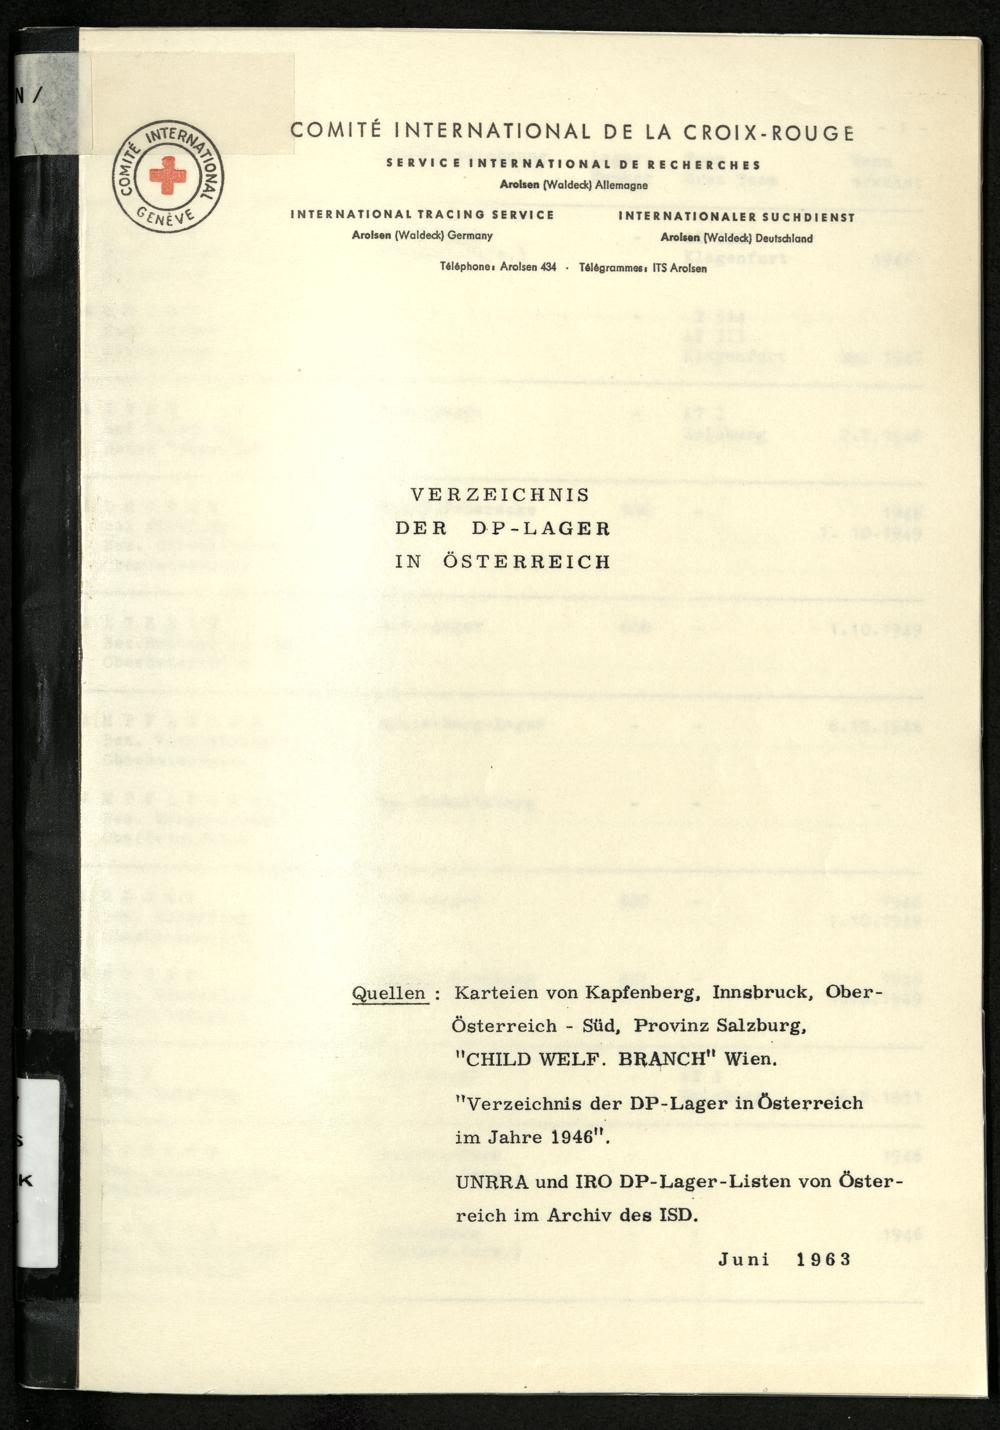 N /
COMITÉ INTERNATIONAL
GENÈVE
COMITÉ INTERNATIONAL DE LA CROIX-ROUGE
SERVICE INTERNATIONAL DE RECHERCHES
Arolsen (Waldeck) Allemagne
INTERNATIONAL TRACING SERVICE
Arolsen (Waldeck) Germany
INTERNATIONALER SUCHDIENST
Arolsen (Waldeck) Deutschland
Téléphone: Arolsen 434 · Télégrammes: ITS Arolsen
VERZEICHNIS
DER DP-LAGER
IN ÖSTERREICH
Quellen : Karteien von Kapfenberg, Innsbruck, Ober-
Österreich - Süd, Provinz Salzburg,
"CHILD WELF. BRANCH" Wien.
"Verzeichnis der DP-Lager in Österreich
im Jahre 1946".
UNRRA und IRO DP-Lager-Listen von Öster-
reich im Archiv des ISD.
Juni 1963
S
K